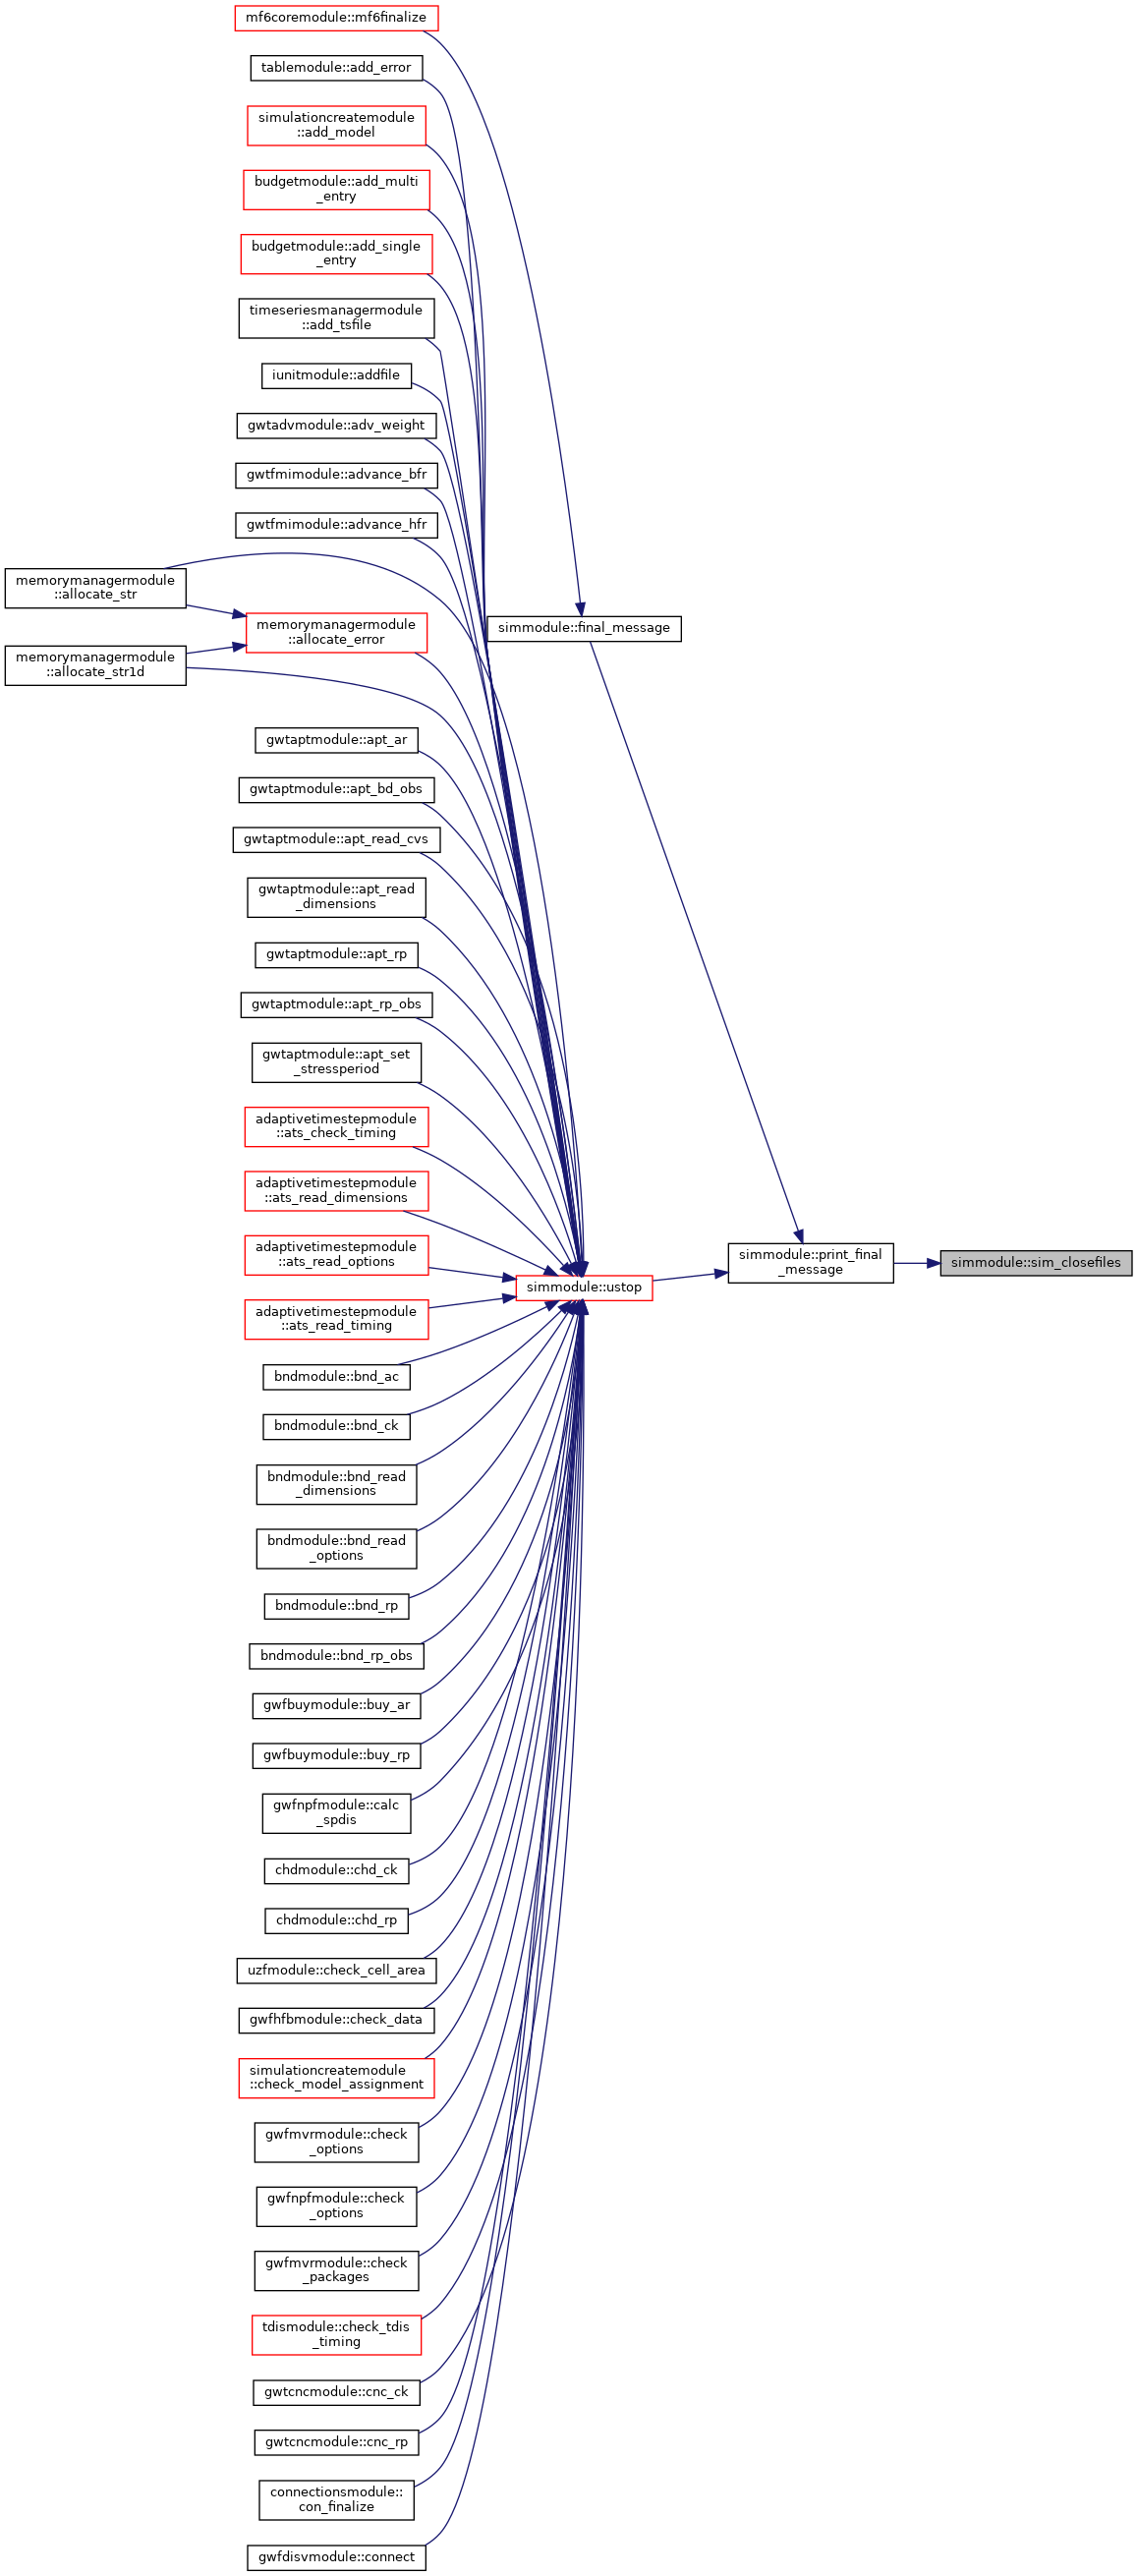 mf6coremodule::mf6finalize
tablemodule::add_error
simulationcreatemodule
::add_model
budgetmodule::add_multi
_entry
budgetmodule::add_single
_entry
timeseriesmanagermodule
::add_tsfile
iunitmodule::addfile
gwtadvmodule::adv_weight
gwtfmimodule::advance_bfr
gwtfmimodule::advance_hfr
memorymanagermodule
::allocate_str
memorymanagermodule
::allocate_error
simmodule::final_message
memorymanagermodule
::allocate_str1d
gwtaptmodule::apt_ar
gwtaptmodule::apt_bd_obs
gwtaptmodule::apt_read_cvs
gwtaptmodule::apt_read
_dimensions
gwtaptmodule::apt_rp
gwtaptmodule::apt_rp_obs
gwtaptmodule::apt_set
_stressperiod
adaptivetimestepmodule
::ats_check_timing
adaptivetimestepmodule
::ats_read_dimensions
adaptivetimestepmodule
::ats_read_options
simmodule::ustop
simmodule::print_final
_message
simmodule::sim_closefiles
adaptivetimestepmodule
::ats_read_timing
bndmodule::bnd_ac
bndmodule::bnd_ck
bndmodule::bnd_read
_dimensions
bndmodule::bnd_read
_options
bndmodule::bnd_rp
bndmodule::bnd_rp_obs
gwfbuymodule::buy_ar
gwfbuymodule::buy_rp
gwfnpfmodule::calc
_spdis
chdmodule::chd_ck
chdmodule::chd_rp
uzfmodule::check_cell_area
gwfhfbmodule::check_data
simulationcreatemodule
::check_model_assignment
gwfmvrmodule::check
_options
gwfnpfmodule::check
_options
gwfmvrmodule::check
_packages
tdismodule::check_tdis
_timing
gwtcncmodule::cnc_ck
gwtcncmodule::cnc_rp
connectionsmodule::
con_finalize
gwfdisvmodule::connect